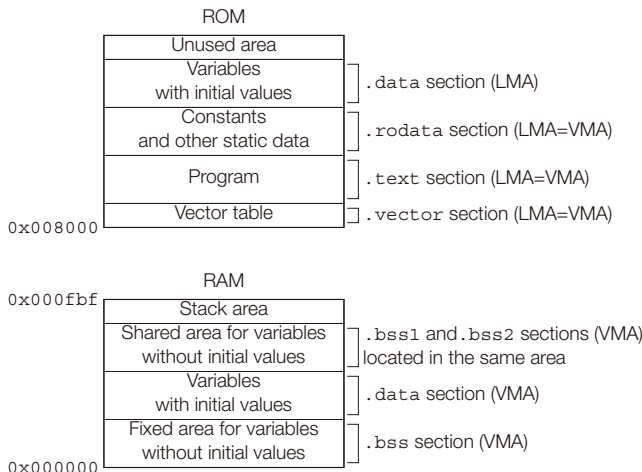 ROM
Unused area
Variables
with initial values
.data section (LMA)
Constants
and other static data
.rodata section (LMA=VMA)
Program
.text section (LMA=VMA)
Vector table
.vector section (LMA=VMA)
0x008000
RAM
0x000fbf
Stack area
Shared area for variables
without initial values
.bss1 and .bss2 sections (VMA)
located in the same area
Variables
with initial values
.data section (VMA)
Fixed area for variables
without initial values
.bss section (VMA)
0x000000